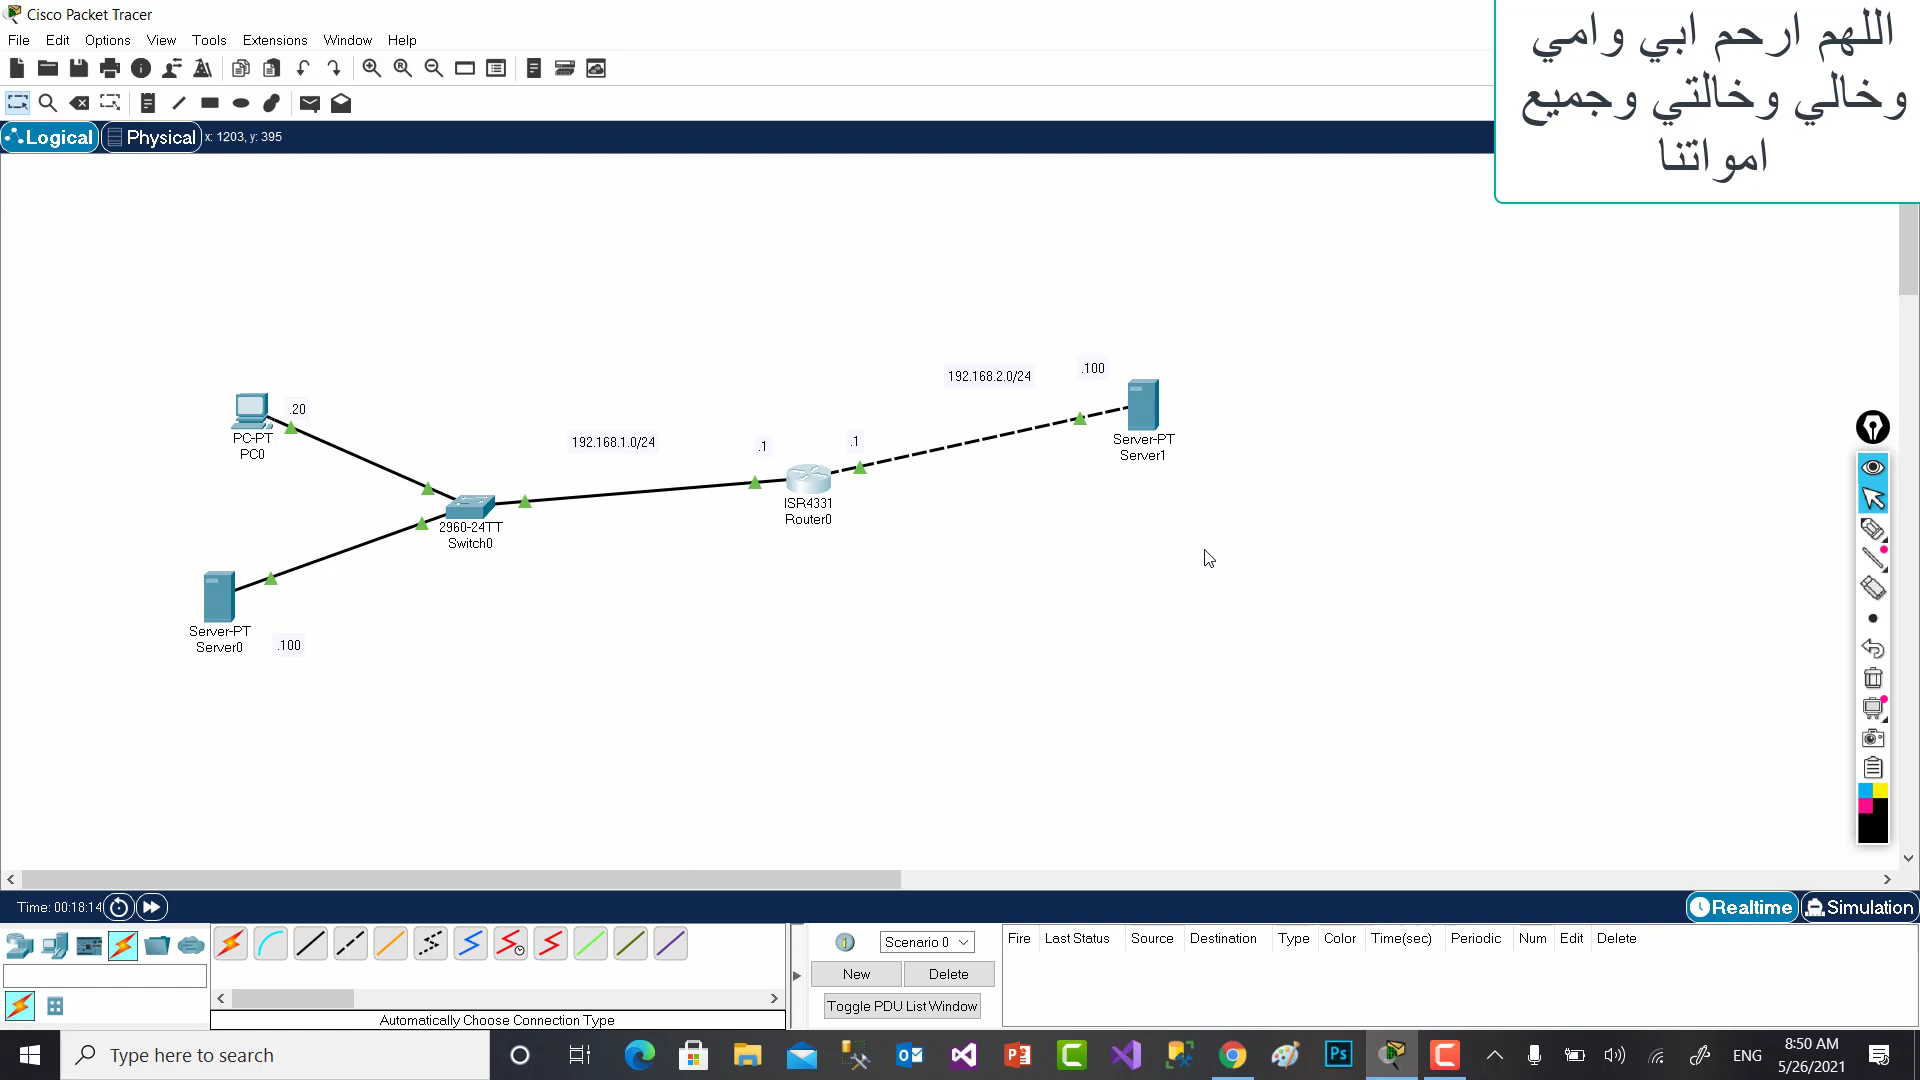 Cisco Packet Tracer
File Edit Options View Tools Extensions Window Help
اللهم ارحم ابي وامي
وخالي وخالتي وجميع
امواتنا
Logical Physical x: 1203, y: 395
.100
192.168.2.0/24
.20
PC-PT
PC0
192.168.1.0/24
.1
.1
Server-PT
Server1
ISR4331
Router0
2960-24TT
Switch0
Server-PT
Server0
.100
Time: 00:18:14
Realtime Simulation
Scenario 0
New Delete
Toggle PDU List Window
Fire Last Status Source Destination Type Color Time(sec) Periodic Num Edit Delete
Automatically Choose Connection Type
Type here to search
Ps
ENG
8:50 AM
5/26/2021